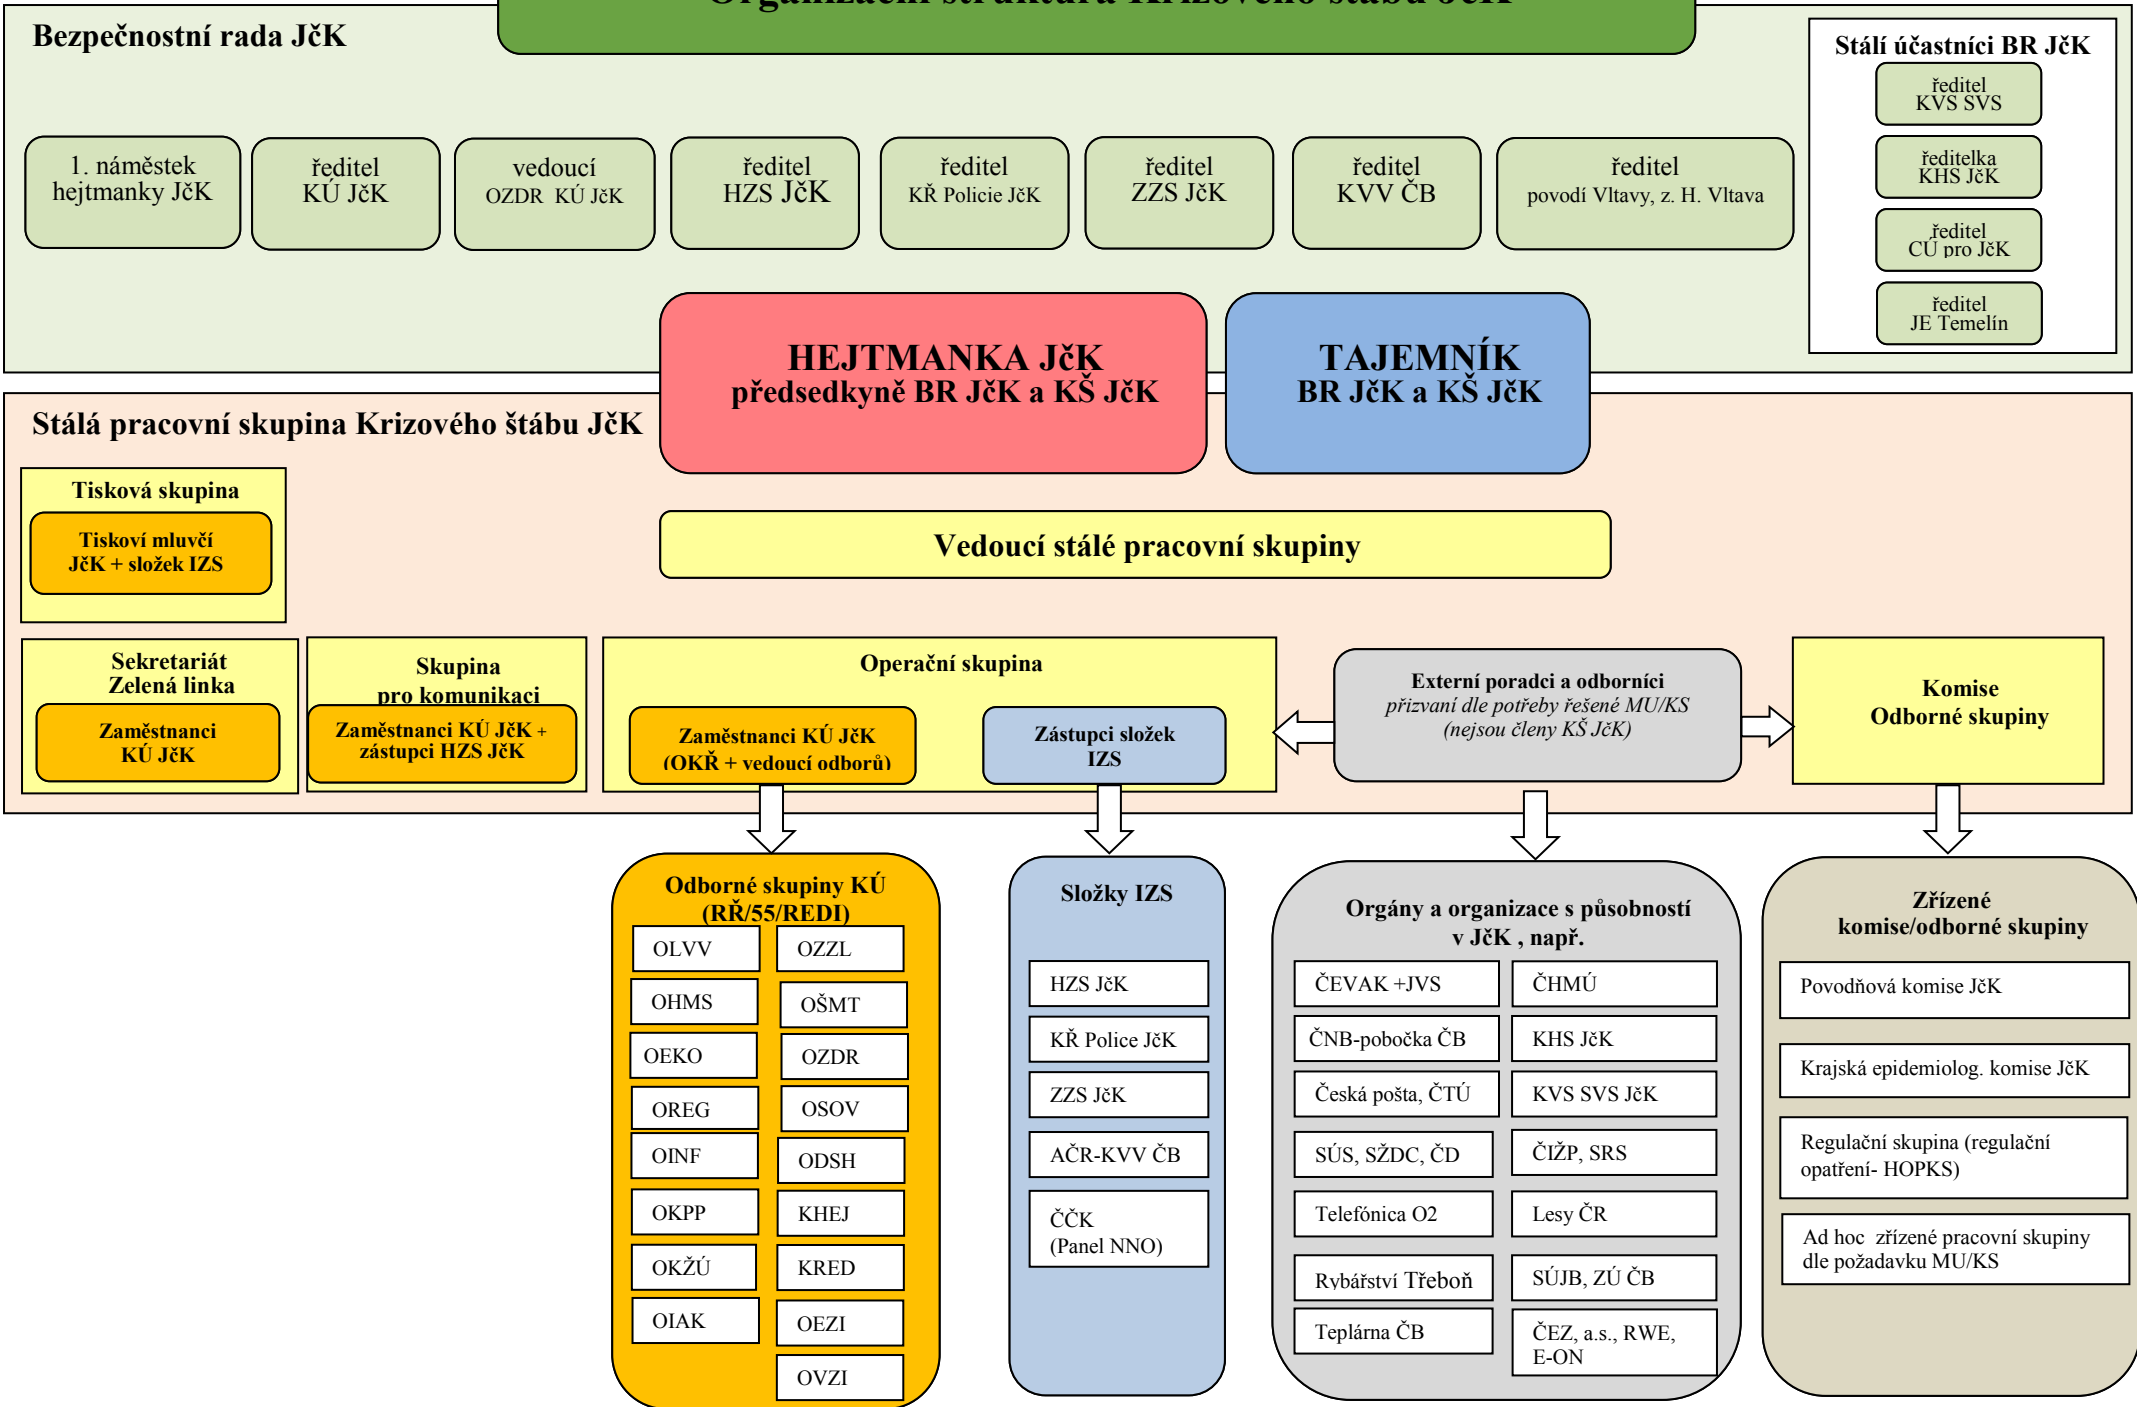 Organizační struktura Krizového štábu JčK
Bezpečnostní rada JčK
Stálí účastníci BR JčK
ředitel
KVS SVS
ředitelka
KHS JčK
ředitel
CÚ pro JčK
ředitel
JE Temelín
1. náměstek
hejtmanky JčK
ředitel
KÚ JčK
vedoucí
OZDR KÚ JčK
ředitel
HZS JčK
ředitel
KŘ Policie JčK
ředitel
ZZS JčK
ředitel
KVV ČB
ředitel
povodí Vltavy, z. H. Vltava
HEJTMANKA JčK
předsedkyně BR JčK a KŠ JčK
TAJEMNÍK
BR JčK a KŠ JčK
Stálá pracovní skupina Krizového štábu JčK
Tisková skupina
Tiskoví mluvčí
JčK + složek IZS
Vedoucí stálé pracovní skupiny
Sekretariát
Zelená linka
Zaměstnanci
KÚ JčK
Skupina
pro komunikaci
Zaměstnanci KÚ JčK +
zástupci HZS JčK
Operační skupina
Zaměstnanci KÚ JčK
(OKŘ + vedoucí odborů)
Zástupci složek
IZS
Externí poradci a odborníci
přizvaní dle potřeby řešené MU/KS
(nejsou členy KŠ JčK)
Komise
Odborné skupiny
Odborné skupiny KÚ
(RŘ/55/REDI)
OLVV
OHMS
OEKO
OREG
OINF
OKPP
OKŽÚ
OIAK
OZZL
OŠMT
OZDR
OSOV
ODSH
KHEJ
KRED
OEZI
OVZI
Složky IZS
HZS JčK
KŘ Police JčK
ZZS JčK
AČR-KVV ČB
ČČK
(Panel NNO)
Orgány a organizace s působností
v JčK , např.
ČEVAK +JVS
ČNB-pobočka ČB
Česká pošta, ČTÚ
SÚS, SŽDC, ČD
Telefónica O2
Rybářství Třeboň
Teplárna ČB
ČHMÚ
KHS JčK
KVS SVS JčK
ČIŽP, SRS
Lesy ČR
SÚJB, ZÚ ČB
ČEZ, a.s., RWE,
E-ON
Zřízené
komise/odborné skupiny
Povodňová komise JčK
Krajská epidemiolog. komise JčK
Regulační skupina (regulační
opatření- HOPKS)
Ad hoc zřízené pracovní skupiny
dle požadavku MU/KS